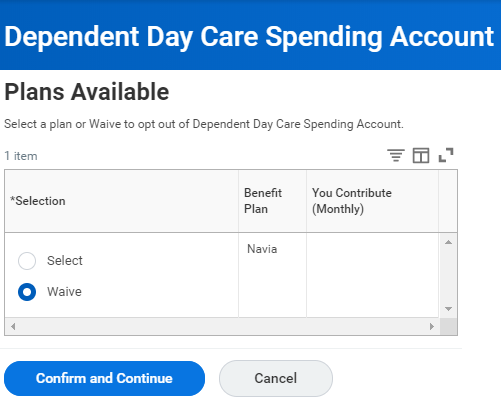 Dependent Day Care Spending Account
Plans Available
Select a plan or Waive to opt out of Dependent Day Care Spending Account.
1 item
*Selection
Benefit
Plan
You Contribute
(Monthly)
Select
Waive
Navia
Confirm and Continue
Cancel